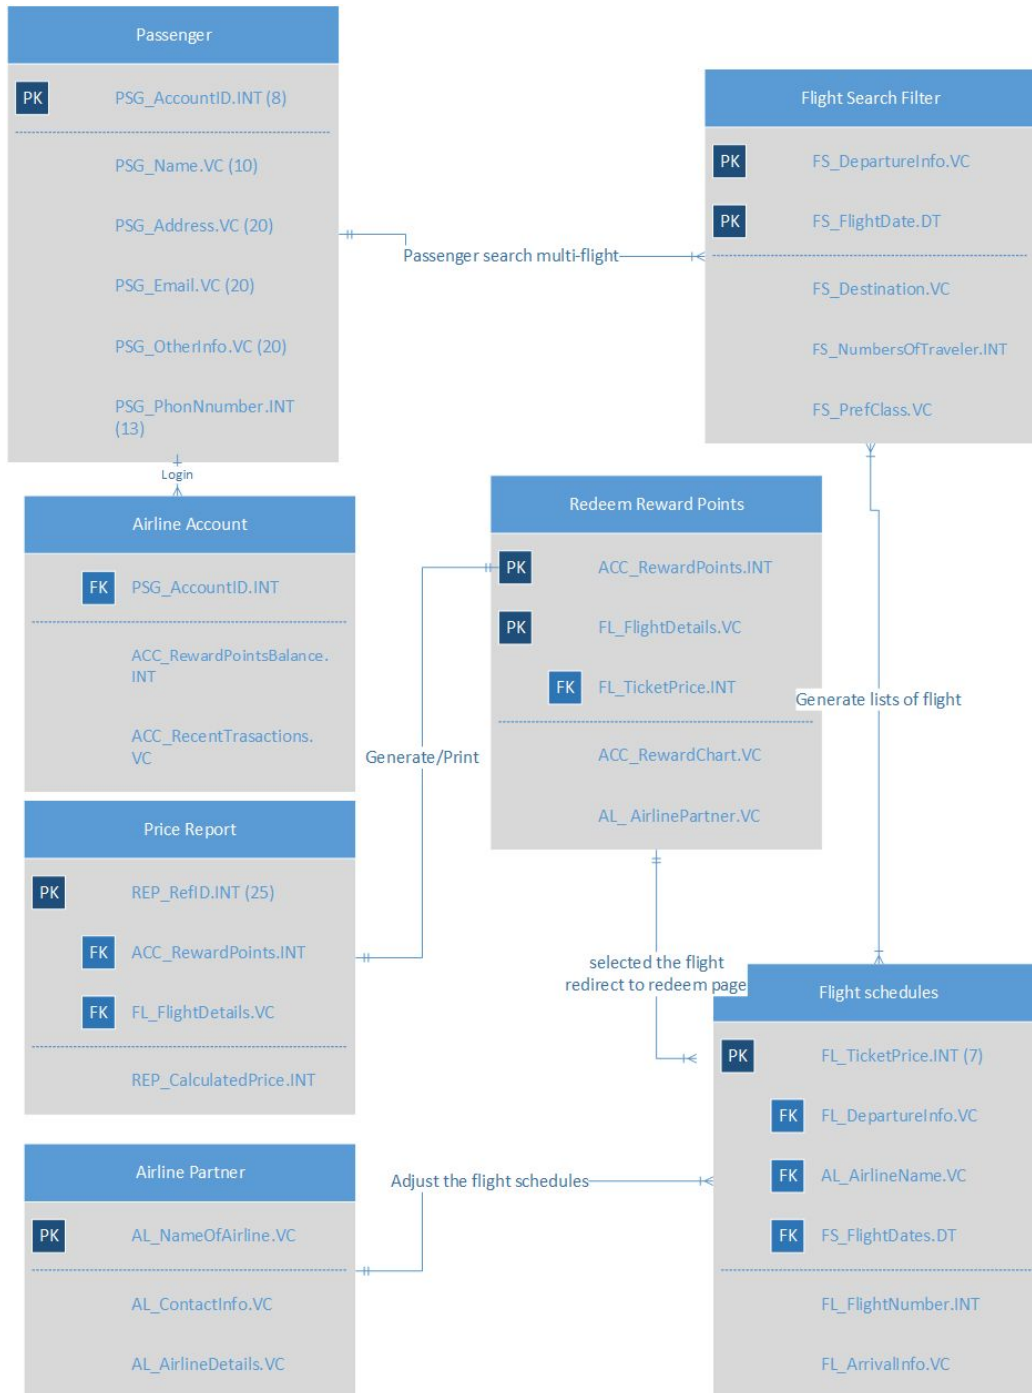 Passenger
PK PSG_AccountID.INT (8)
PSG_Name.VC (10)
PSG_Address.VC (20)
PSG_Email.VC (20)
PSG_OtherInfo.VC (20)
PSG_PhonNnumber.INT
(13)
Flight Search Filter
PK FS_DepartureInfo.VC
PK FS_FlightDate.DT
FS_Destination.VC
FS_NumbersOfTraveler.INT
FS_PrefClass.VC
Passenger search multi-flight
Login
Airline Account
FK PSG_AccountID.INT
ACC_RewardPointsBalance.
INT
ACC_RecentTrasactions.
VC
Redeem Reward Points
PK ACC_RewardPoints.INT
PK FL_FlightDetails.VC
FK FL_TicketPrice.INT
ACC_RewardChart.VC
AL_ AirlinePartner.VC
Generate lists of flight
Generate/Print
Price Report
PK REP_RefID.INT (25)
FK ACC_RewardPoints.INT
FK FL_FlightDetails.VC
REP_CalculatedPrice.INT
selected the flight
redirect to redeem page
Flight schedules
PK FL_TicketPrice.INT (7)
FK FL_DepartureInfo.VC
FK AL_AirlineName.VC
FK FS_FlightDates.DT
FL_FlightNumber.INT
FL_ArrivalInfo.VC
Adjust the flight schedules
Airline Partner
PK AL_NameOfAirline.VC
AL_ContactInfo.VC
AL_AirlineDetails.VC